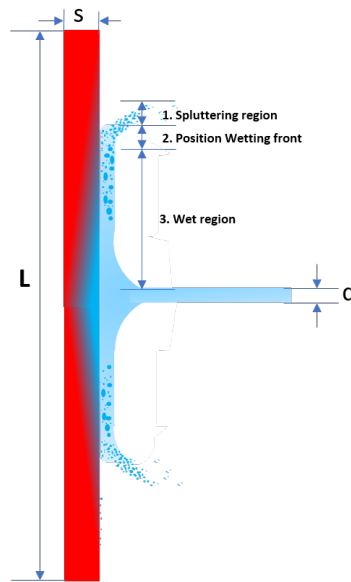 S
1. Spluttering region
2. Position Wetting front
3. Wet region
L
d